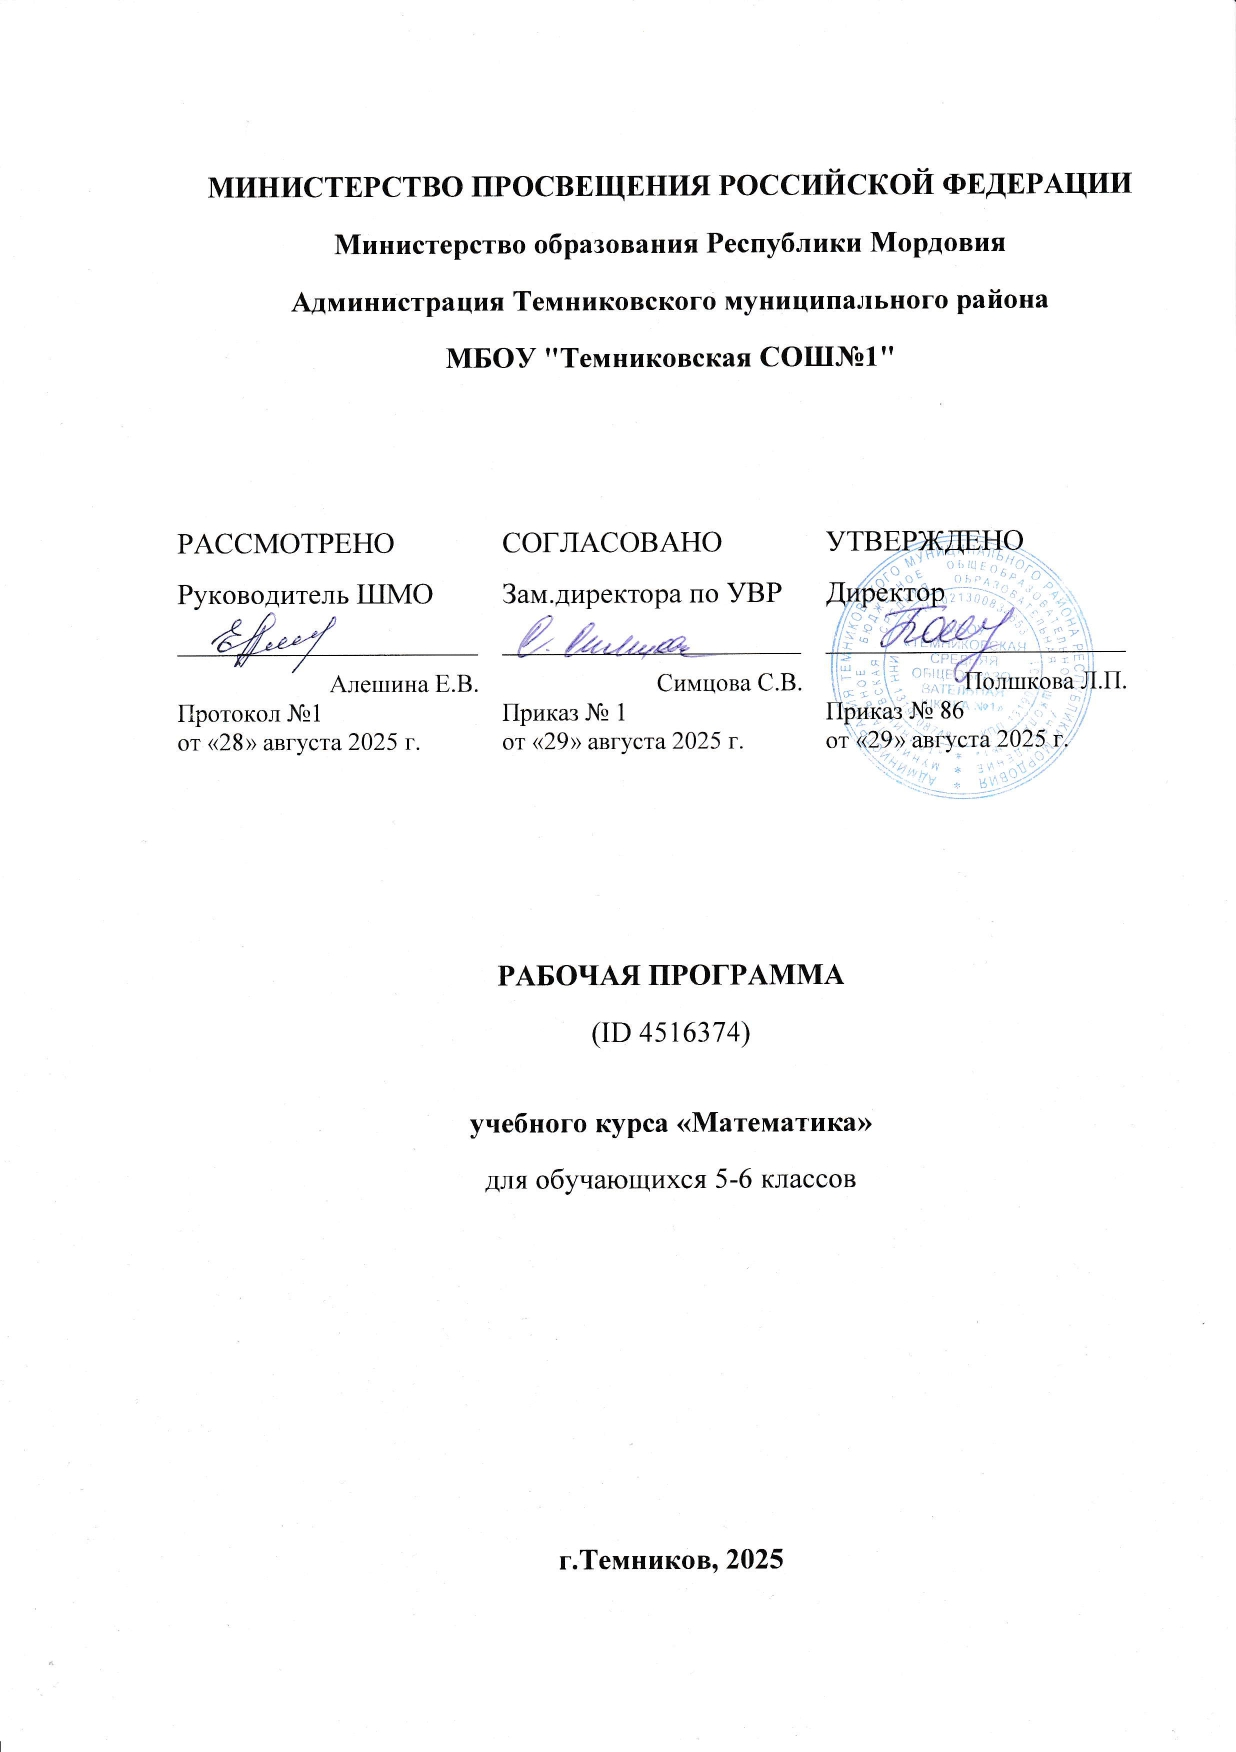 МИНИСТЕРСТВО ПРОСВЕЩЕНИЯ РОССИЙСКОЙ ФЕДЕРАЦИИ
Министерство образования Республики Мордовия
Администрация Темниковского муниципального района
МБОУ "Темниковская СОШ№1"
РАССМОТРЕНО
Руководитель ШМО
Алешина Е.В.
Протокол №1
от «28» августа 2025 г.
СОГЛАСОВАНО
Зам.директора по УВР
Симцова С.В.
Приказ № 1
от «29» августа 2025 г.
УТВЕРЖДЕНО
Директор
Полшкова Л.П.
Приказ № 86
от «29» августа 2025 г.
РАБОЧАЯ ПРОГРАММА
(ID 4516374)
учебного курса «Математика»
для обучающихся 5-6 классов
г.Темников, 2025